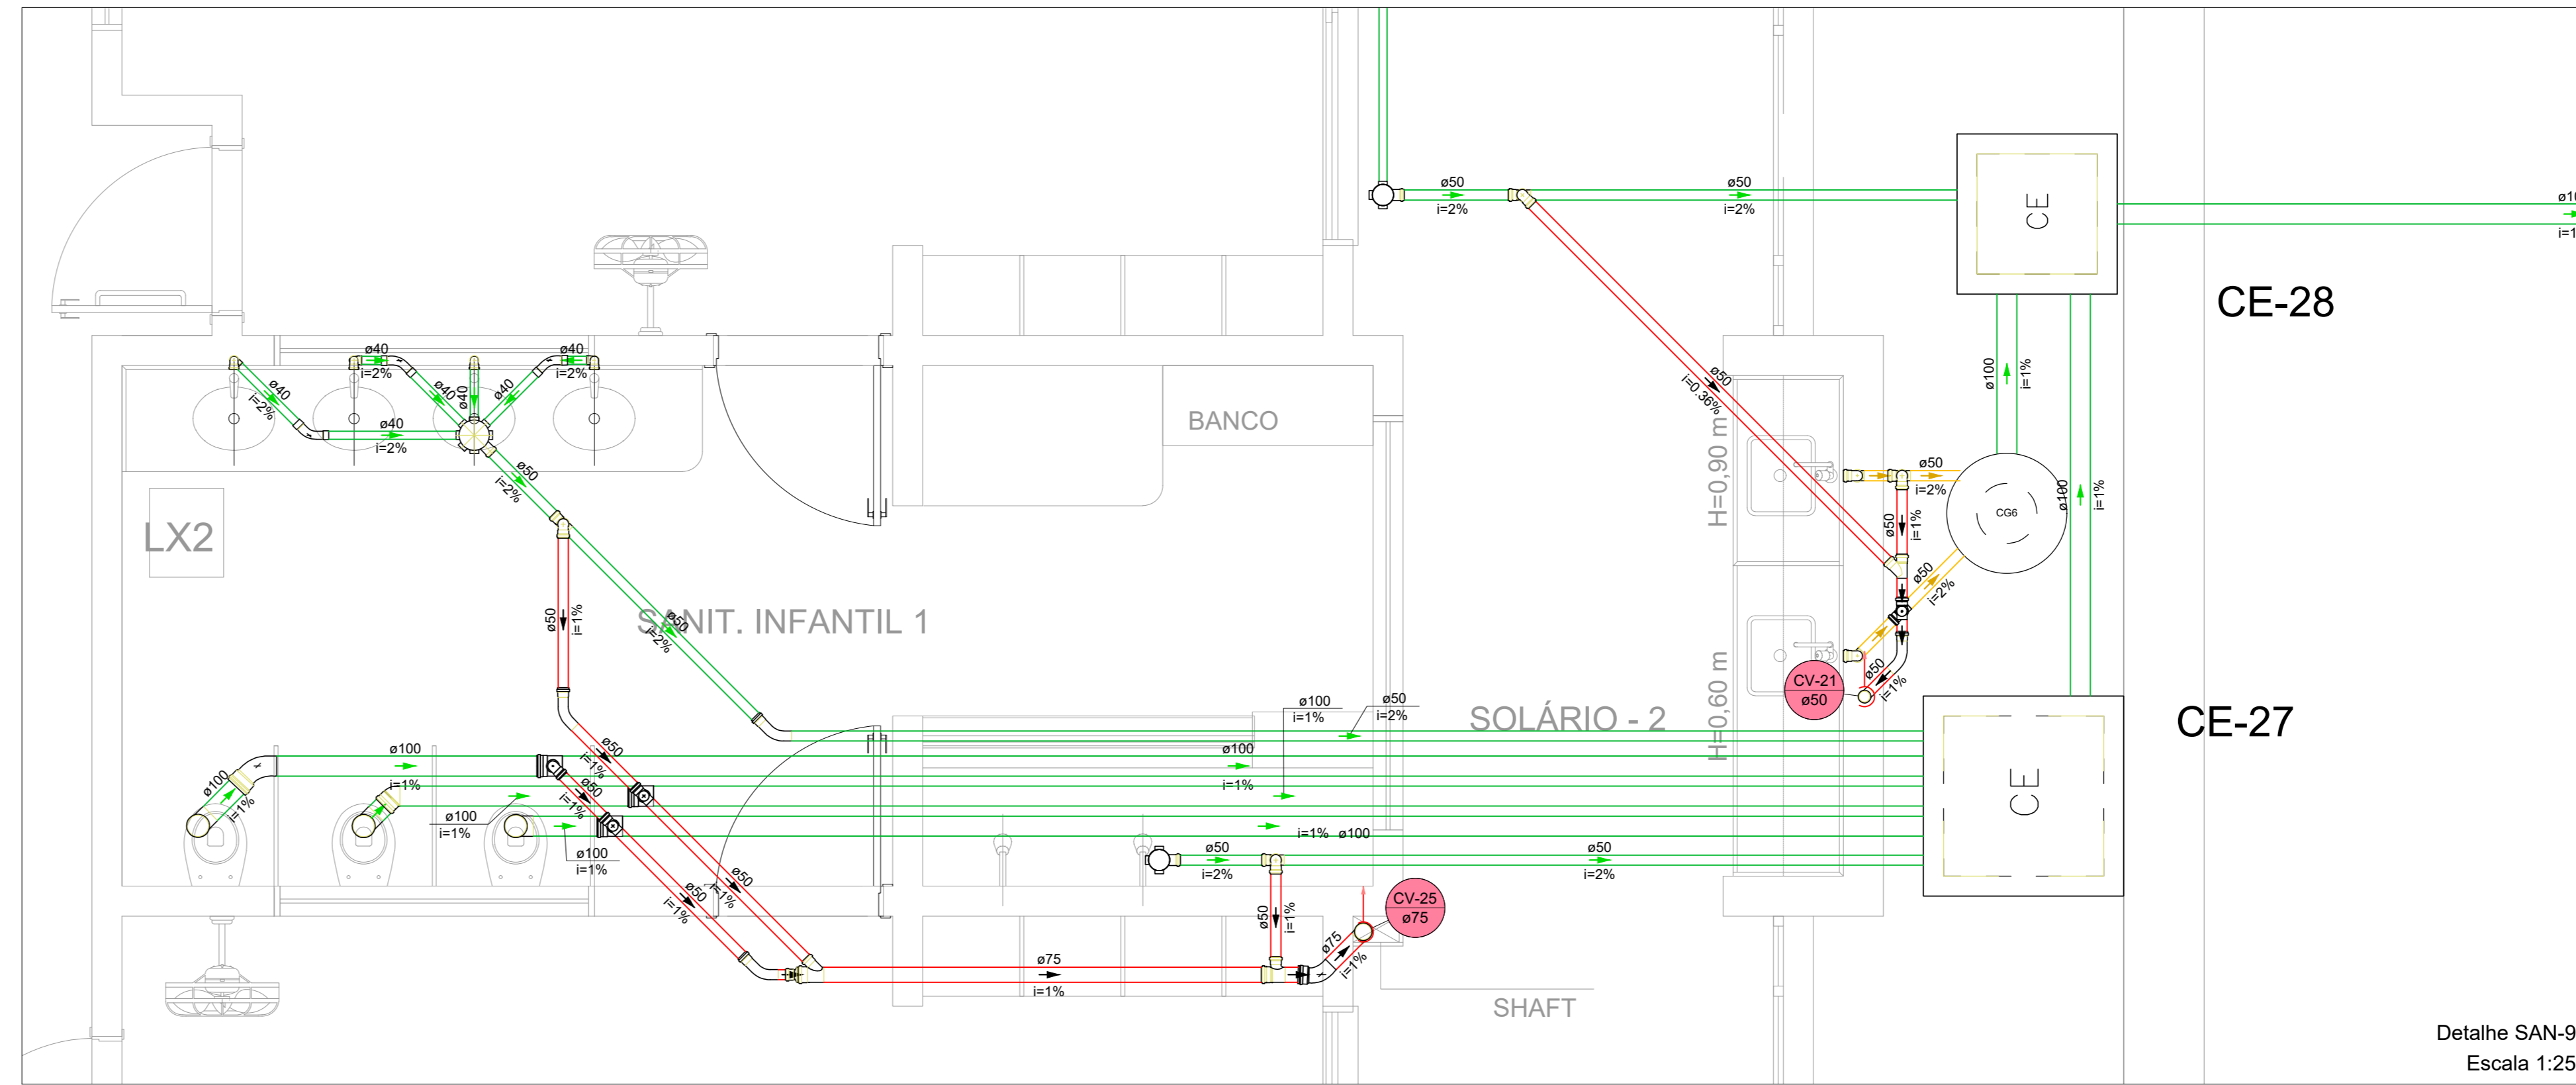 ø50
i=2%
ø50
i=2%
CE
CE-28
ø40
i=2%
ø40
i=2%
ø40
i=2%
ø40
ø40
ø40
ø40
i=2%
ø50
i=2%
LX2
BANCO
ø50
i=0.36%
H=0,90 m
ø100
i=1%
ø50
i=2%
CG6
ø100
i=1%
ø50
i=1%
ø50
i=2%
ø50
i=1%
SANIT. INFANTIL 1
ø50
i=2%
H=0,60 m
CV-21
ø50
ø50
i=1%
SOLÁRIO - 2
CE-27
CE
ø100
i=1%
ø50
i=2%
ø100
i=1%
ø100
i=1%
ø50
i=1%
ø50
i=1%
ø100
i=1%
ø100
i=1%
ø100
i=1%
i=1% ø100
ø50
i=2%
ø50
i=2%
ø50
i=1%
ø50
i=1%
ø50
i=1%
CV-25
ø75
ø75
i=1%
ø75
i=1%
SHAFT
Detalhe SAN-9
Escala 1:25